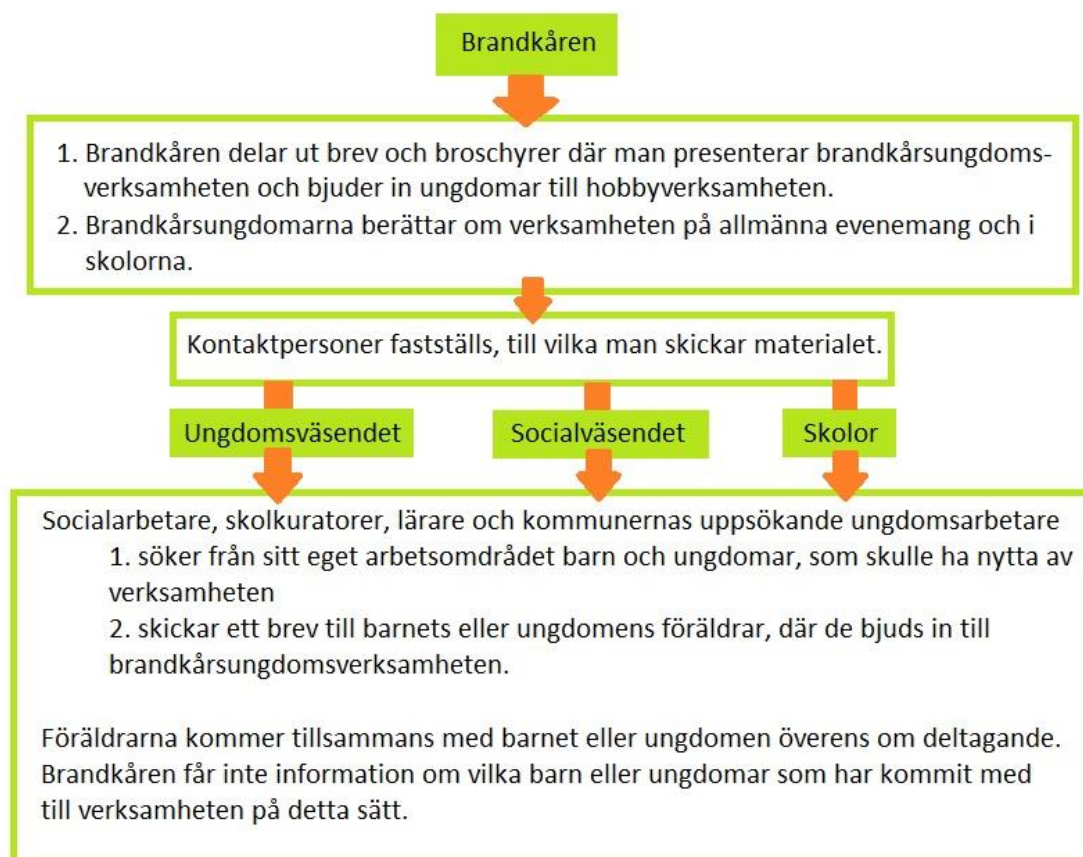 Brandkåren
1. Brandkåren delar ut brev och broschyrer där man presenterar brandkårsungdoms-
verksamheten och bjuder in ungdomar till hobbyverksamheten.
2. Brandkårsungdomarna berättar om verksamheten på allmänna evenemang och i
skolorna.
Kontaktpersoner fastställs, till vilka man skickar materialet.
Ungdomsväsendet
Socialväsendet
Skolor
Socialarbetare, skolkuratorer, lärare och kommunernas uppsökande ungdomsarbetare
1. söker från sitt eget arbetsomdrådet barn och ungdomar, som skulle ha nytta av
verksamheten
2. skickar ett brev till barnets eller ungdomens föräldrar, där de bjuds in till
brandkårsungdomsverksamheten.
Föräldrarna kommer tillsammans med barnet eller ungdomen överens om deltagande.
Brandkåren får inte information om vilka barn eller ungdomar som har kommit med
till verksamheten på detta sätt.